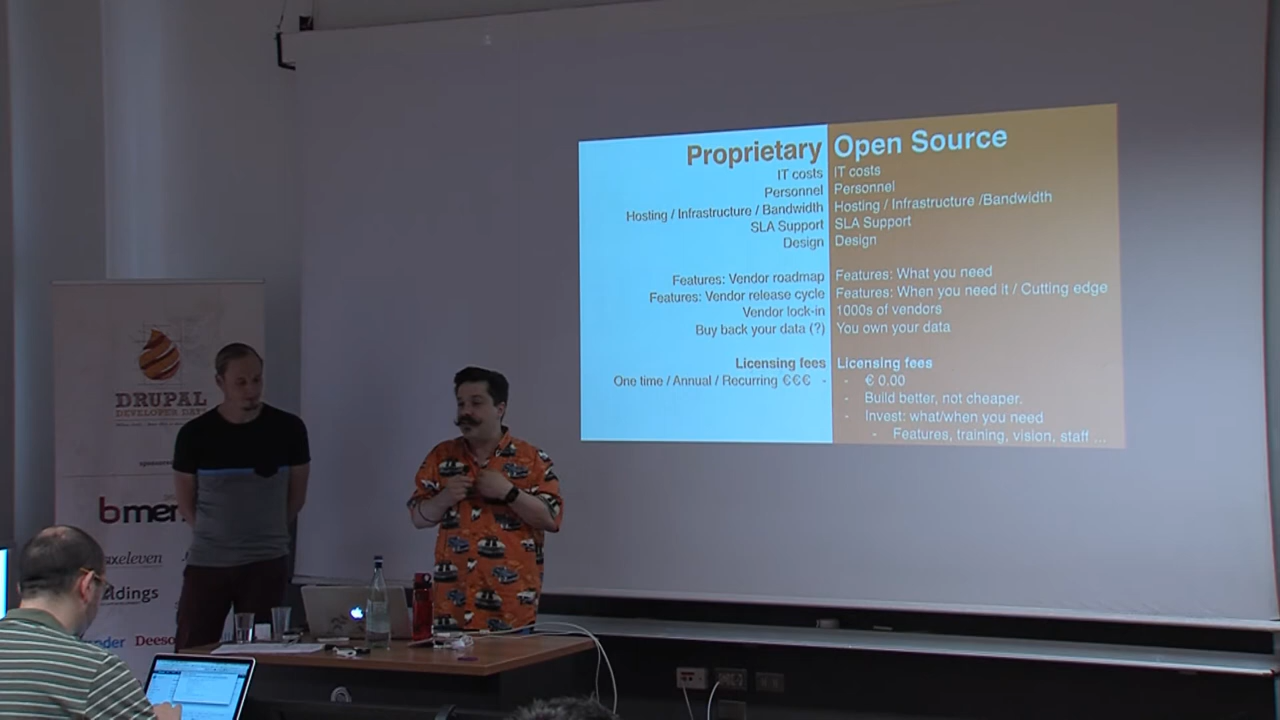 Proprietary
IT costs
Personnel
Hosting / Infrastructure / Bandwidth
SLA Support
Design
Features: Vendor roadmap
Features: Vendor release cycle
Vendor lock-in
Buy back your data (?)
Licensing fees
One time / Annual / Recurring €€€ -
Open Source
IT costs
Personnel
Hosting / Infrastructure /Bandwidth
SLA Support
Design
Features: What you need
Features: When you need it / Cutting edge
1000s of vendors
You own your data
Licensing fees
- € 0.00
- Build better, not cheaper.
- Invest: what/when you need
- Features, training, vision, staff ...
DRUPAL
DEVELOPER DAYS